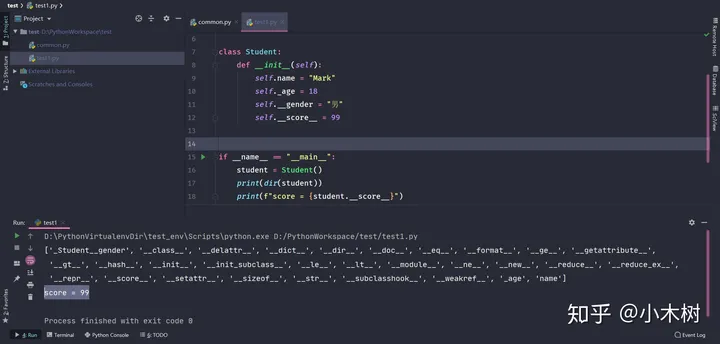 test › test1.py
Project
common.py
test1.py
1: Project
test D:\PythonWorkspace\test
common.py
test1.py
External Libraries
Scratches and Consoles
7: Structure
Database
SciView
6
7 class Student:
8 def __init__(self):
9 self.name = "Mark"
10 self._age = 18
11 self.__gender = "男"
12 self.__score__ = 99
13
14
15 if __name__ == "__main__":
16 student = Student()
17 print(dir(student))
18 print(f"score = {student.__score__}")
Run: test1
D:\PythonVirtualenvDir\test_env\Scripts\python.exe D:/PythonWorkspace/test/test1.py
['_Student__gender', '__class__', '__delattr__', '__dict__', '__dir__', '__doc__', '__eq__', '__format__', '__ge__', '__getattribute__',
'__gt__', '__hash__', '__init__', '__init_subclass__', '__le__', '__lt__', '__module__', '__ne__', '__new__', '__reduce__', '__reduce_ex__',
'__repr__', '__score__', '__setattr__', '__sizeof__', '__str__', '__subclasshook__', '__weakref__', '_age', 'name']
score = 99
Process finished with exit code 0
2: Favorites
知乎 @小木树
4: Run
Terminal
Python Console
6: TODO
Event Log